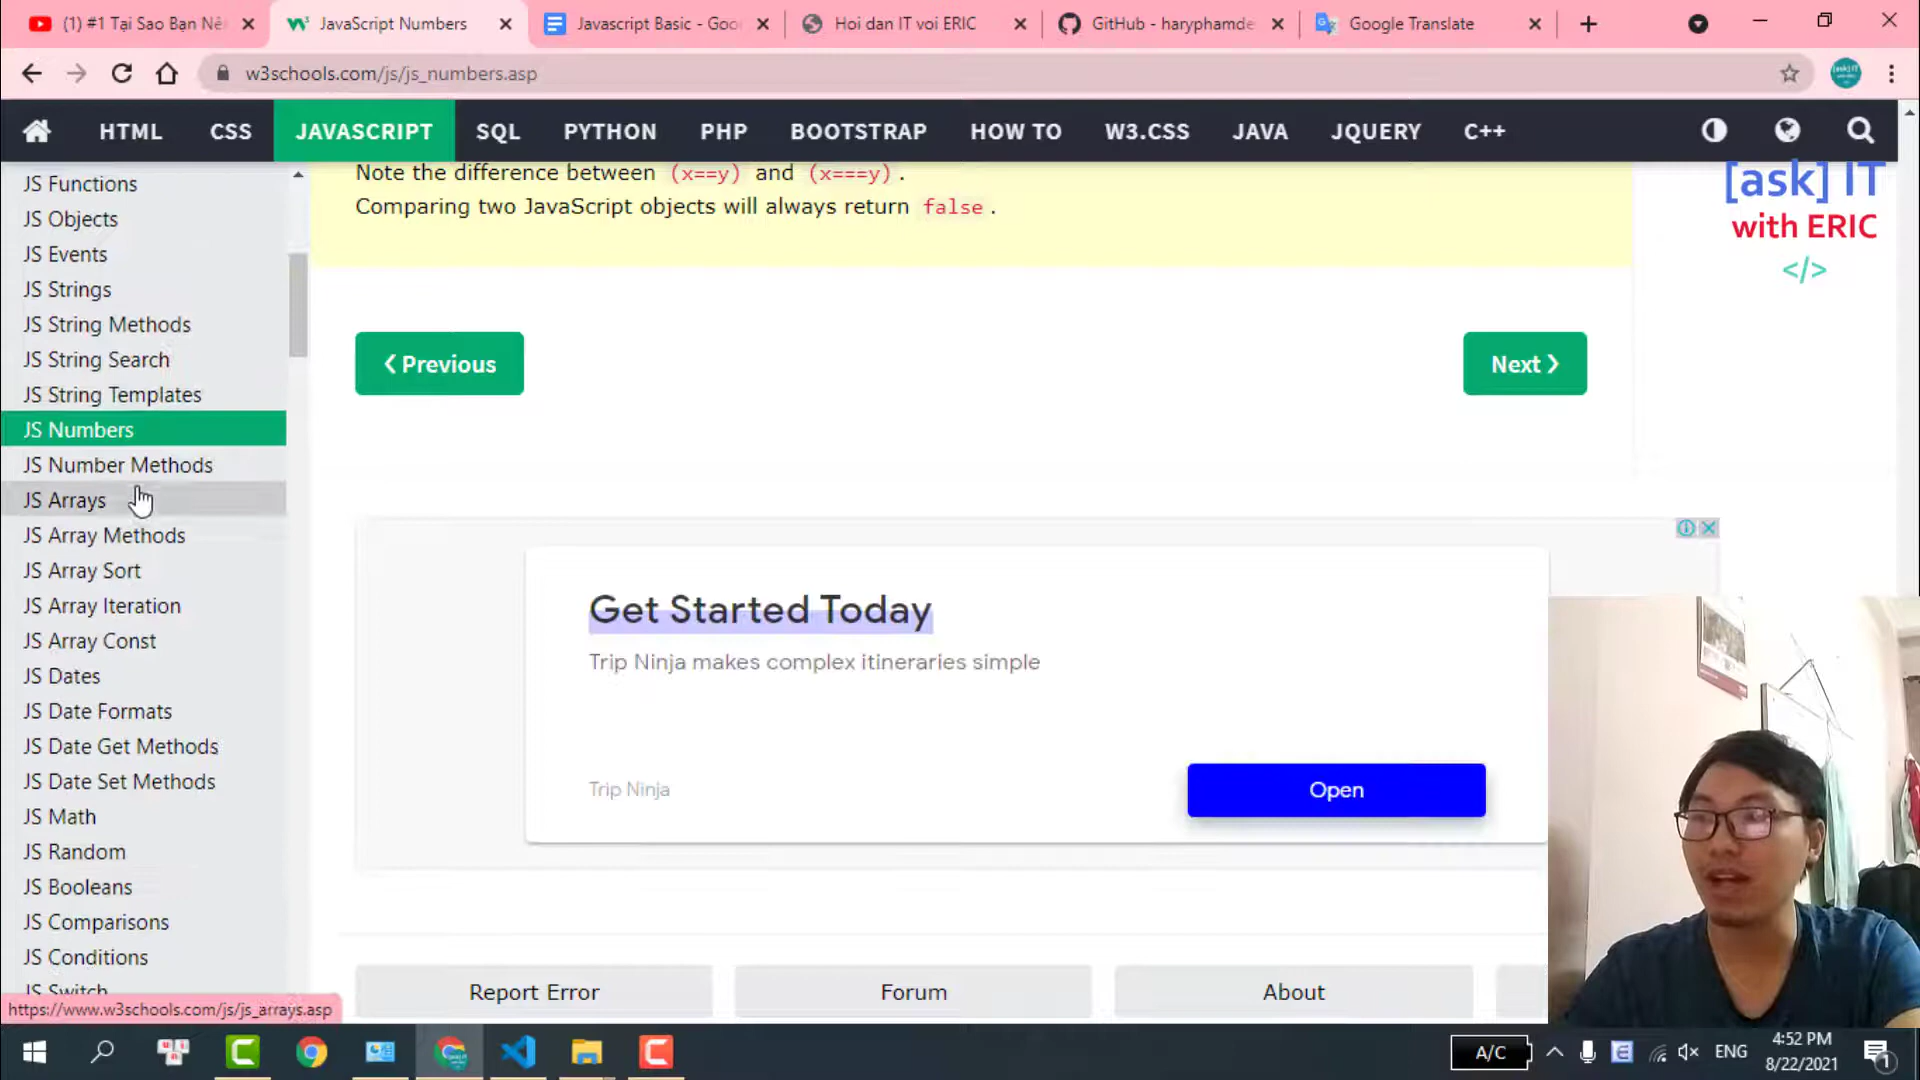 (1) #1 Tại Sao Bạn Nê
JavaScript Numbers
Javascript Basic - Goo
Hoi dan IT voi ERIC
GitHub - haryphamde
Google Translate
w3schools.com/js/js_numbers.asp
HTML
CSS
JAVASCRIPT
SQL
PYTHON
PHP
BOOTSTRAP
HOW TO
W3.CSS
JAVA
JQUERY
C++
JS Functions
JS Objects
JS Events
JS Strings
JS String Methods
JS String Search
JS String Templates
JS Numbers
JS Number Methods
JS Arrays
JS Array Methods
JS Array Sort
JS Array Iteration
JS Array Const
JS Dates
JS Date Formats
JS Date Get Methods
JS Date Set Methods
JS Math
JS Random
JS Booleans
JS Comparisons
JS Conditions
JS Switch
https://www.w3schools.com/js/js_arrays.asp
Note the difference between (x==y) and (x===y).
Comparing two JavaScript objects will always return false.
[ask] IT
with ERIC
</>
❮ Previous
Next ❯
Get Started Today
Trip Ninja makes complex itineraries simple
Trip Ninja
Open
Report Error
Forum
About
A/C
ENG
4:52 PM
8/22/2021
1